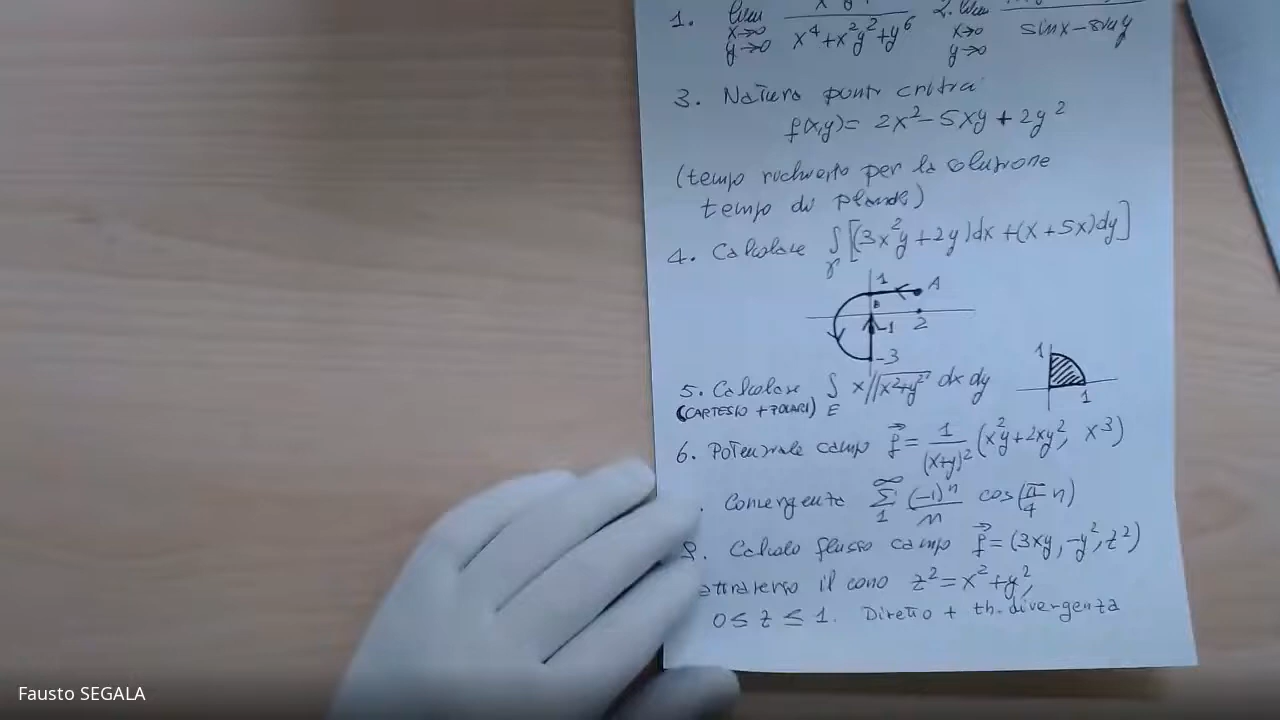 1. lim x→0 y→0 x⁴+x²y²+y⁶ 2. lim x→0 y→0 sinx-siny
3. Natura punti critici
f(x,y)= 2x²-5xy+2y²
(tempo richiesto per la soluzione
tempo di Planck)
4. Calcolare ∫γ [(3x²y+2y)dx+(x+5x)dy]
1 A
B
-1 2
-3
1
1
5. Calcolare ∫E x//√x²+y² dx dy
(CARTESIO + POLARI)
6. Potenziale campo f⃗ = 1/(x+y)² (x²y+2xy², x³)
. Convergenza ∑₁^∞ (-1)ⁿ/n cos(π/4 n)
8. Calcolo flusso campo f⃗=(3xy,-y²,z²)
attraverso il cono z²=x²+y²,
0≤z≤1. Diretto + th. divergenza
Fausto SEGALA